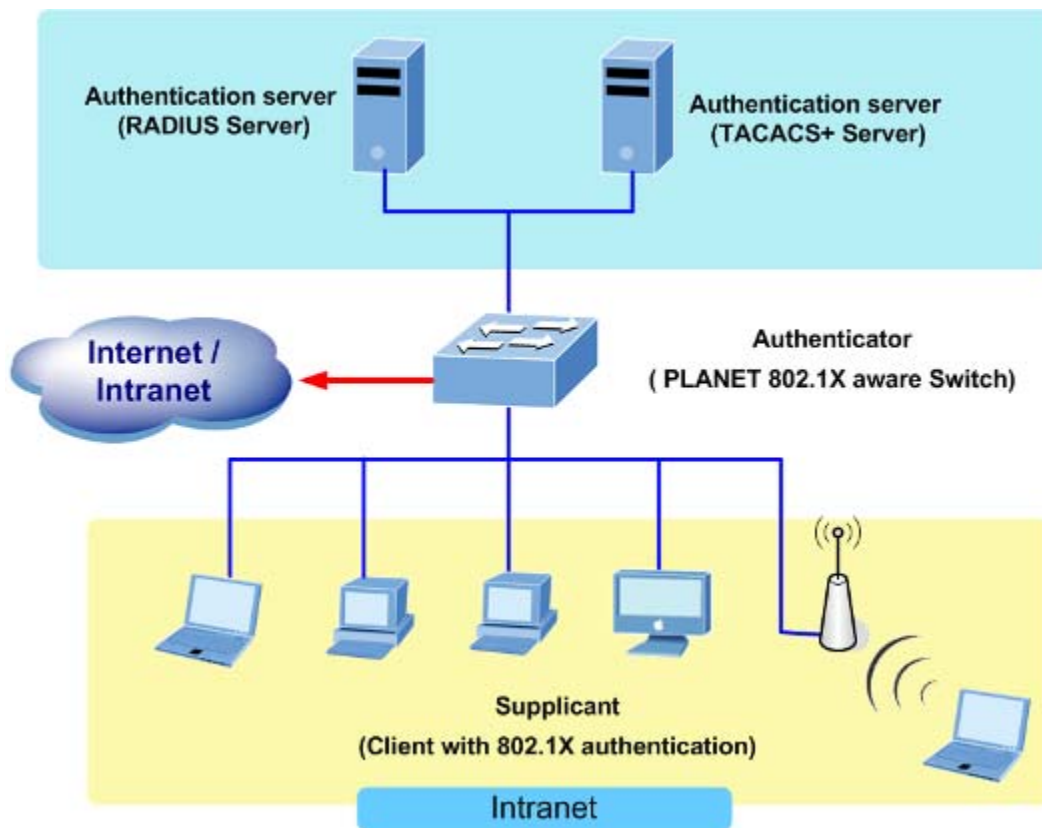 Authentication server
(RADIUS Server)
Authentication server
(TACACS+ Server)
Internet /
Intranet
Authenticator
( PLANET 802.1X aware Switch)
Supplicant
(Client with 802.1X authentication)
Intranet